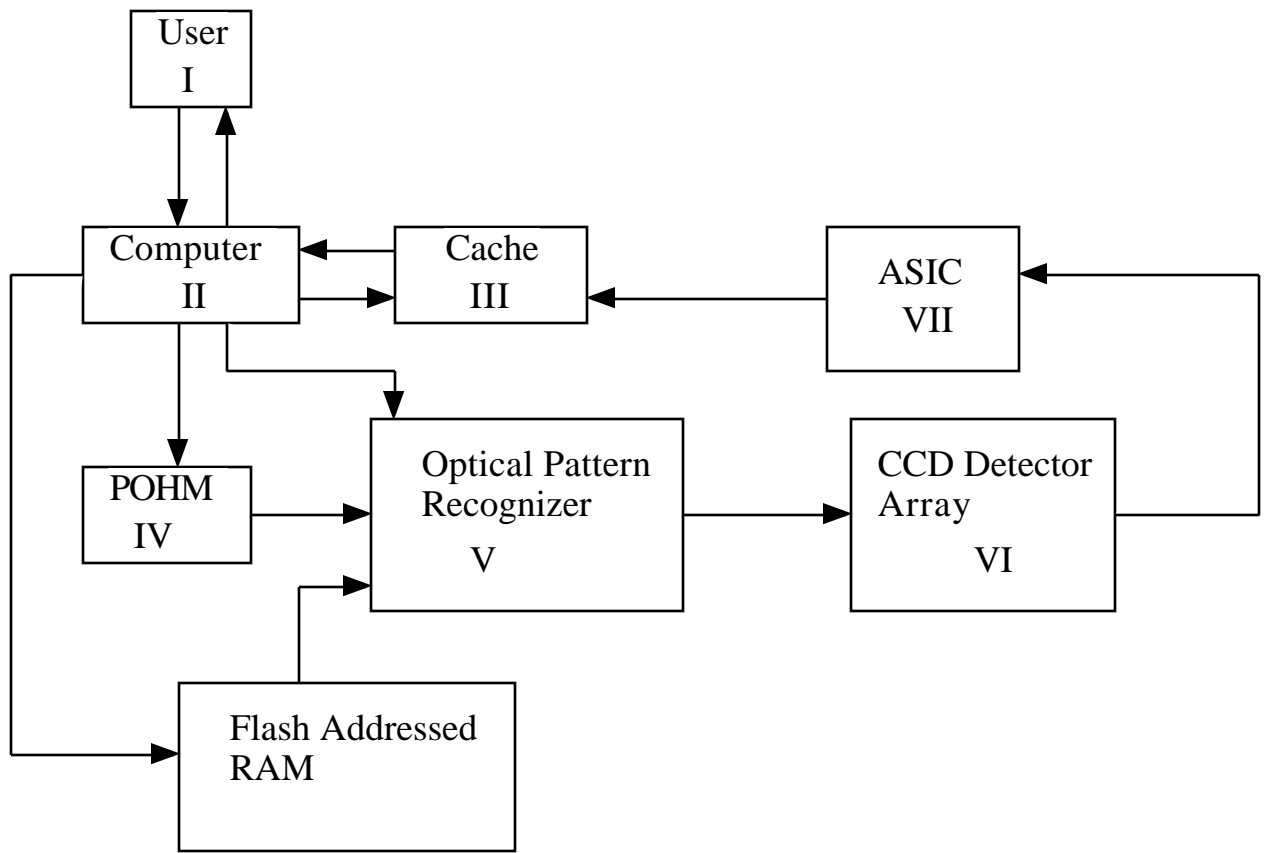 User
I
Computer
II
Cache
III
ASIC
VII
POHM
IV
Optical Pattern
Recognizer
V
CCD Detector
Array
VI
Flash Addressed
RAM